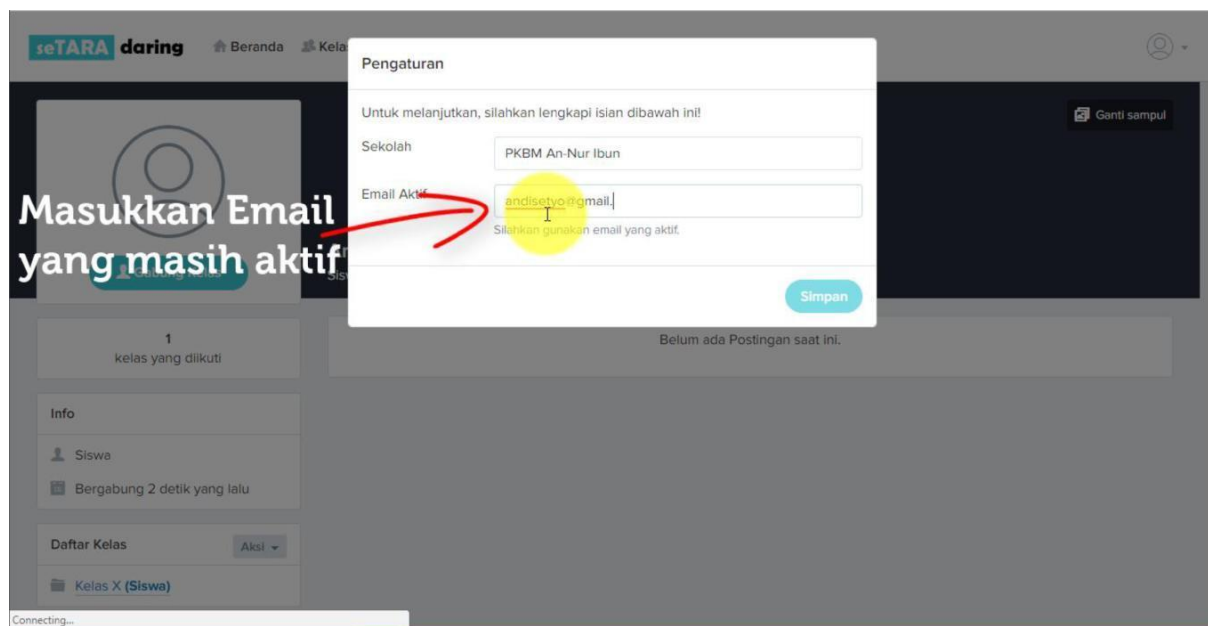 seTARA daring
Beranda
Kela
Pengaturan
Untuk melanjutkan, silahkan lengkapi isian dibawah ini!
Sekolah
PKBM An-Nur Ibun
Email Aktif
andisetyo@gmail.
Silahkan gunakan email yang aktif.
Simpan
Ganti sampul
Masukkan Email
yang masih aktif
1
kelas yang diikuti
Belum ada Postingan saat ini.
Info
Siswa
Bergabung 2 detik yang lalu
Daftar Kelas
Aksi
Kelas X (Siswa)
Connecting...